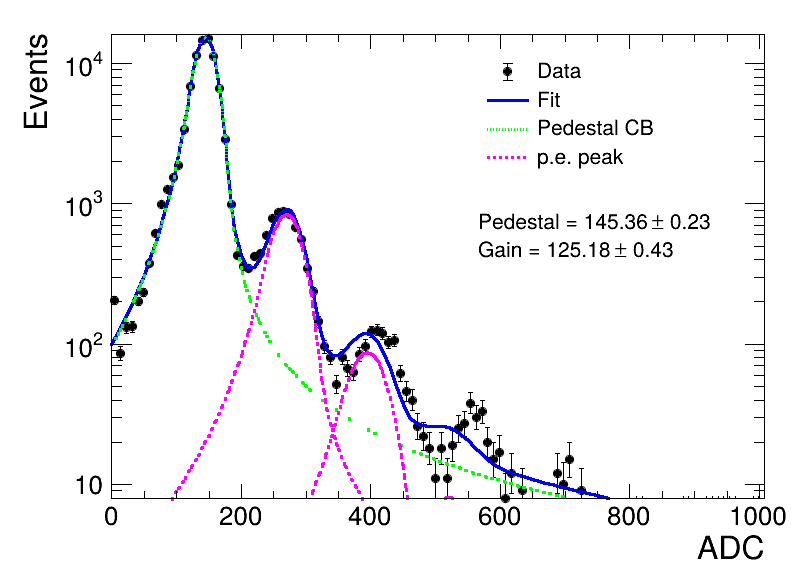 Events
10⁴
10³
10²
10
Data
Fit
Pedestal CB
p.e. peak
Pedestal = 145.36 ± 0.23
Gain = 125.18 ± 0.43
0 200 400 600 800 1000
ADC